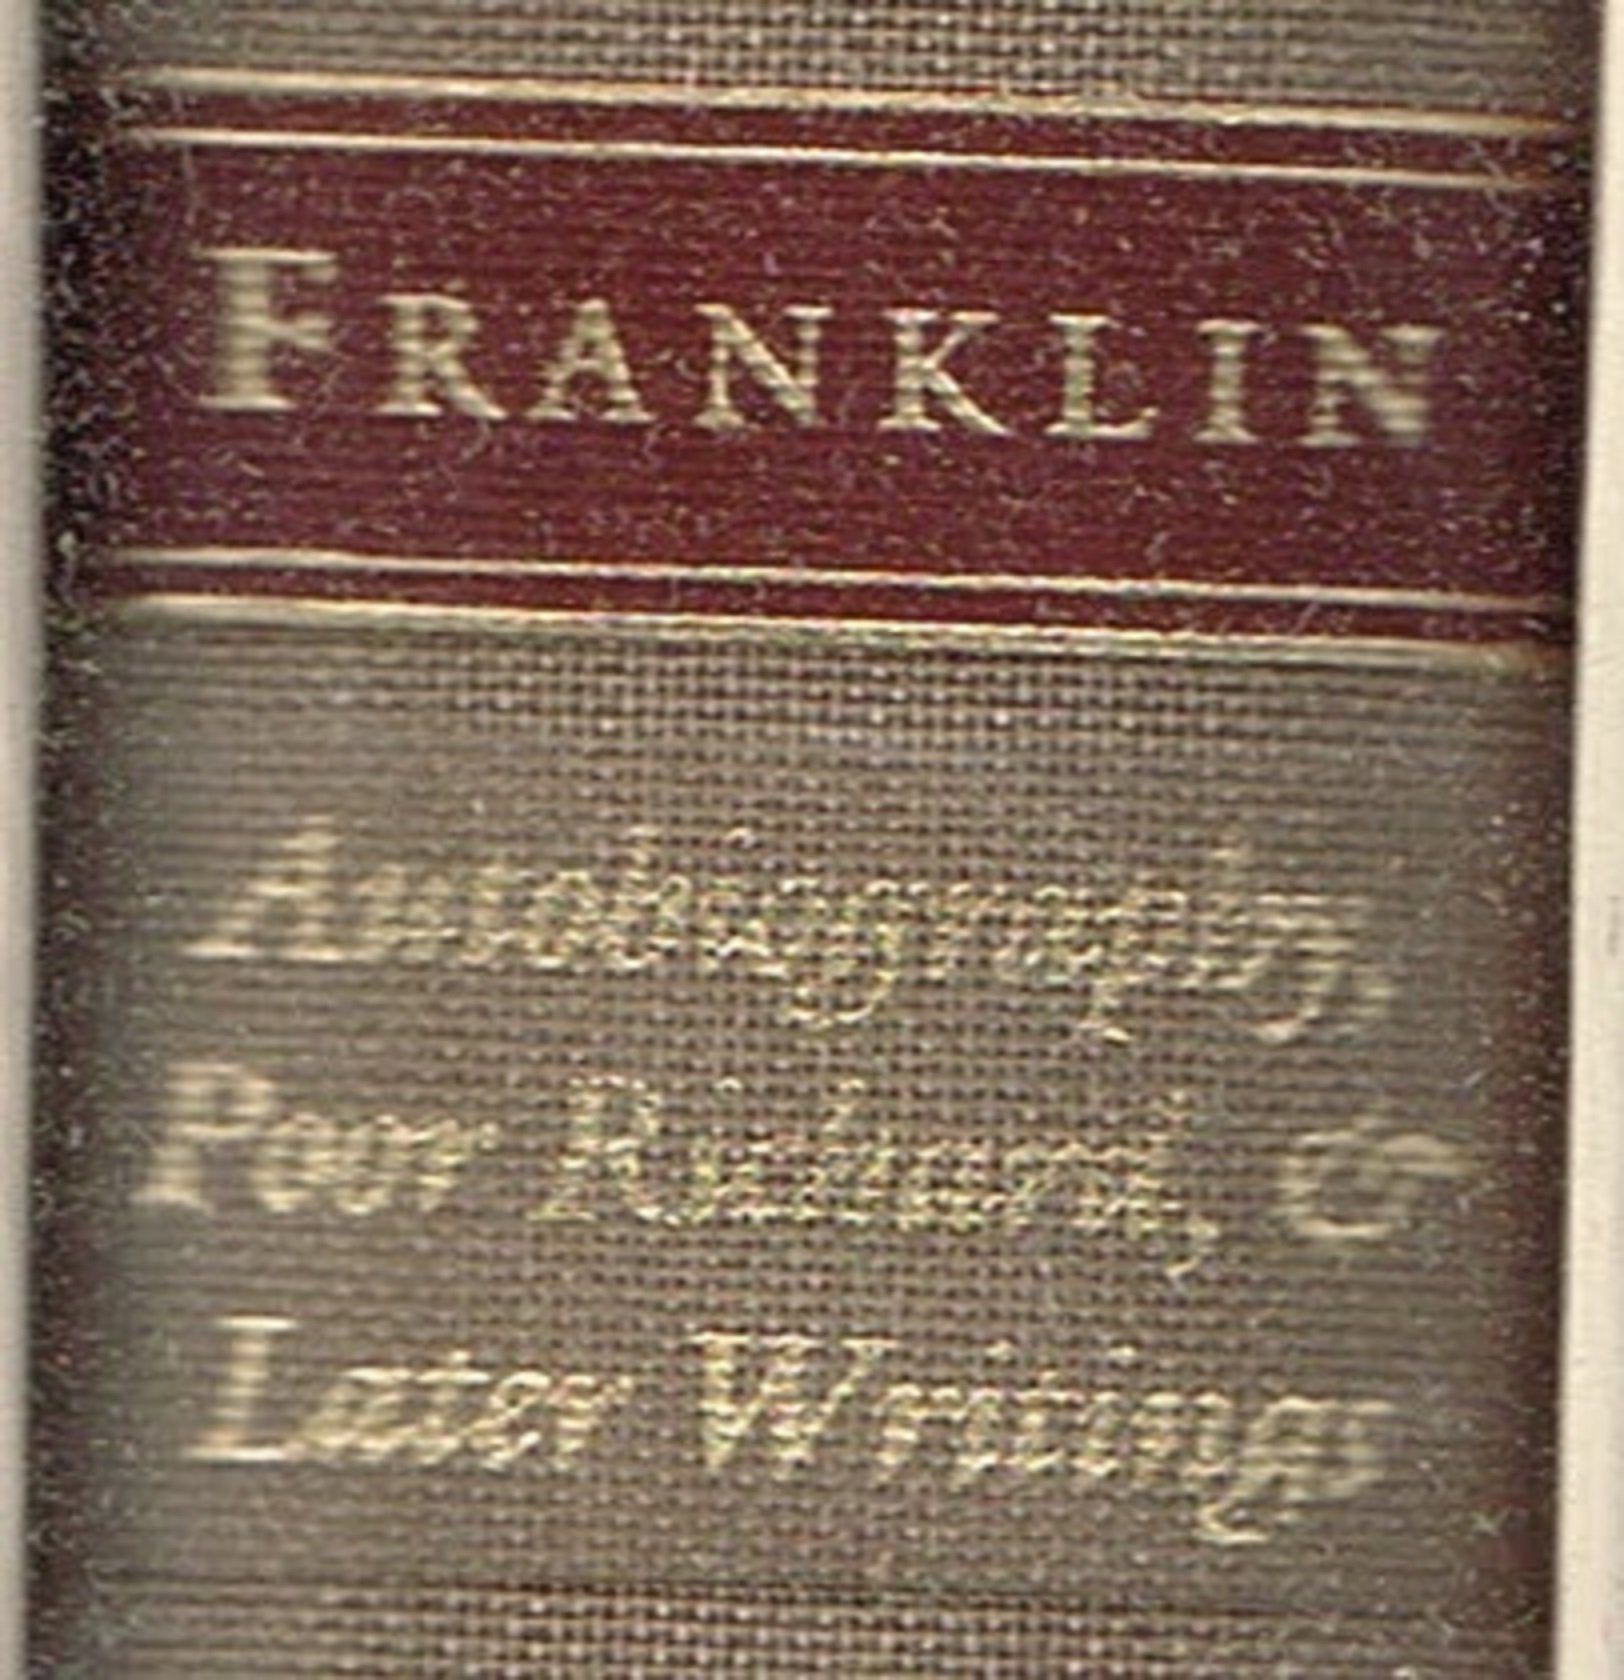 FRANKLIN
Autobiography,
Poor Richard, &
Later Writings